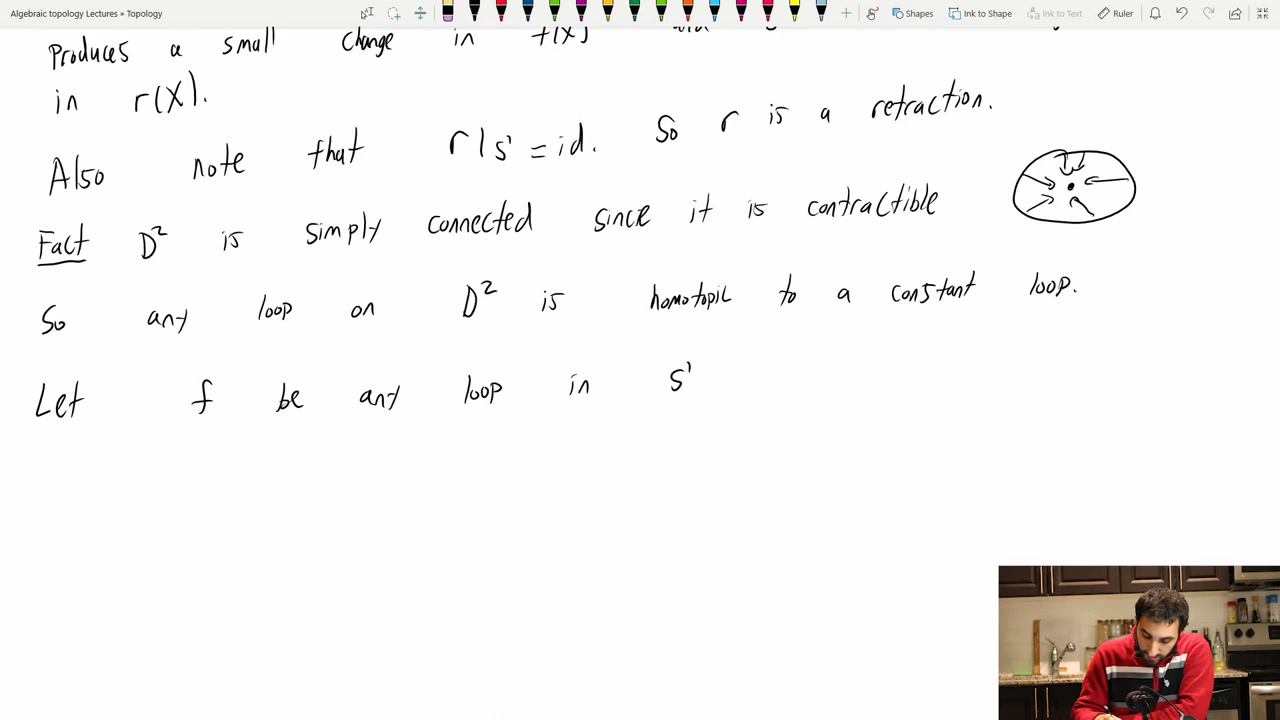 Algebraic topology Lectures » Topology
Shapes
Ink to Shape
Ink to Text
Ruler
Produces a small change in f(x)
in r(x).
Also note that r|s¹ = id. So r is a retraction.
Fact D² is simply connected since it is contractible
So any loop on D² is homotopic to a constant loop.
Let f be any loop in s¹